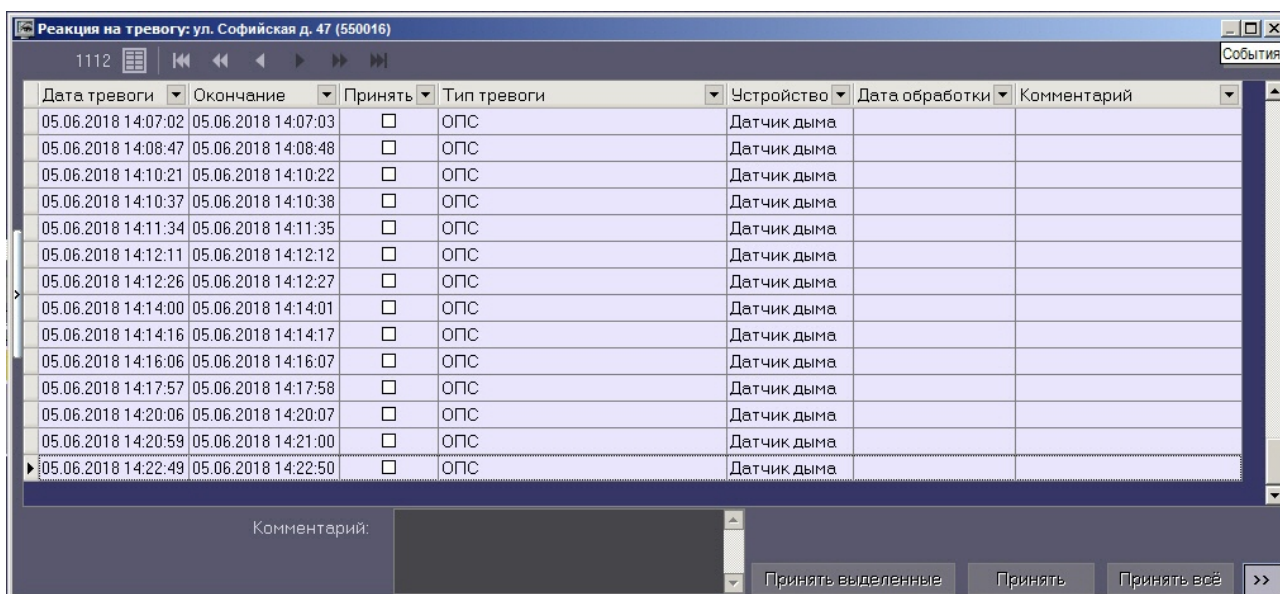 Реакция на тревогу: ул. Софийская д. 47 (550016)
События
1112
Дата тревоги Окончание Принять Тип тревоги Устройство Дата обработки Комментарий
05.06.2018 14:07:02 05.06.2018 14:07:03 ОПС Датчик дыма
05.06.2018 14:08:47 05.06.2018 14:08:48 ОПС Датчик дыма
05.06.2018 14:10:21 05.06.2018 14:10:22 ОПС Датчик дыма
05.06.2018 14:10:37 05.06.2018 14:10:38 ОПС Датчик дыма
05.06.2018 14:11:34 05.06.2018 14:11:35 ОПС Датчик дыма
05.06.2018 14:12:11 05.06.2018 14:12:12 ОПС Датчик дыма
05.06.2018 14:12:26 05.06.2018 14:12:27 ОПС Датчик дыма
05.06.2018 14:14:00 05.06.2018 14:14:01 ОПС Датчик дыма
05.06.2018 14:14:16 05.06.2018 14:14:17 ОПС Датчик дыма
05.06.2018 14:16:06 05.06.2018 14:16:07 ОПС Датчик дыма
05.06.2018 14:17:57 05.06.2018 14:17:58 ОПС Датчик дыма
05.06.2018 14:20:06 05.06.2018 14:20:07 ОПС Датчик дыма
05.06.2018 14:20:59 05.06.2018 14:21:00 ОПС Датчик дыма
05.06.2018 14:22:49 05.06.2018 14:22:50 ОПС Датчик дыма
Комментарий:
Принять выделенные Принять Принять всё >>